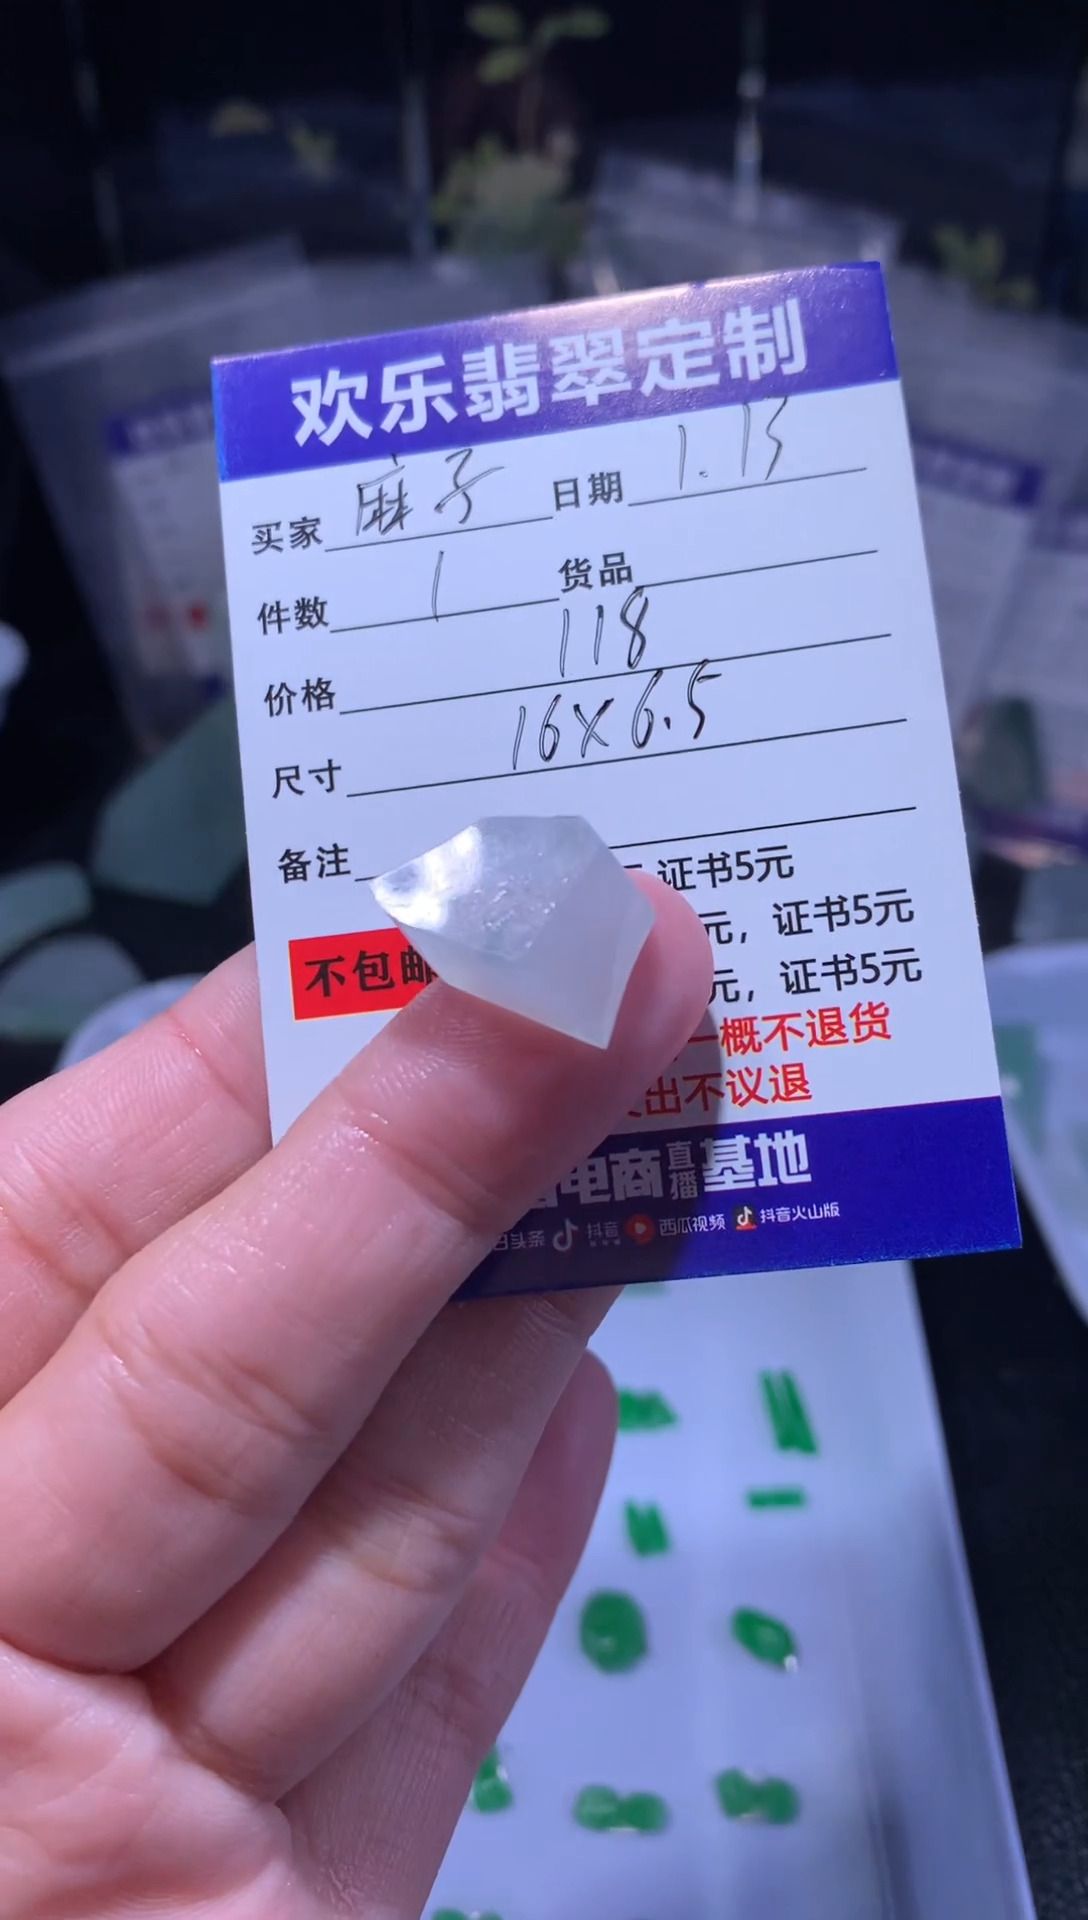 欢乐翡翠定制
买家 麻子 日期 1.13
件数 1 货品
价格 118
尺寸 16×6.5
备注
证书5元
元，证书5元
不包邮 元，证书5元
一概不退货
出不议退
电商直播基地
头条 抖音 西瓜视频 抖音火山版